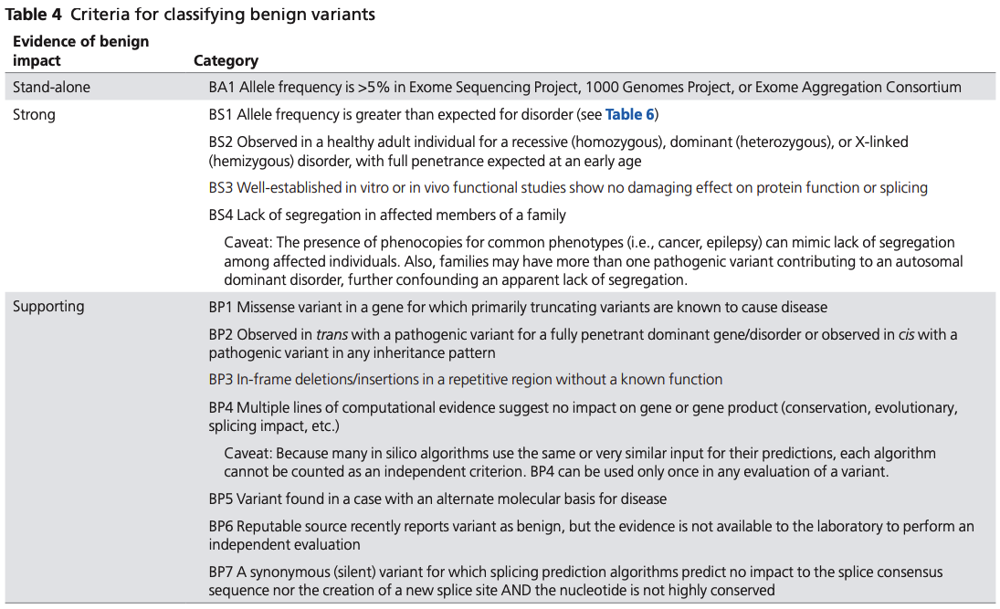 Table 4 Criteria for classifying benign variants
Evidence of benign
impact
Category
Stand-alone
BA1 Allele frequency is >5% in Exome Sequencing Project, 1000 Genomes Project, or Exome Aggregation Consortium
Strong
BS1 Allele frequency is greater than expected for disorder (see Table 6)
BS2 Observed in a healthy adult individual for a recessive (homozygous), dominant (heterozygous), or X-linked
(hemizygous) disorder, with full penetrance expected at an early age
BS3 Well-established in vitro or in vivo functional studies show no damaging effect on protein function or splicing
BS4 Lack of segregation in affected members of a family
Caveat: The presence of phenocopies for common phenotypes (i.e., cancer, epilepsy) can mimic lack of segregation
among affected individuals. Also, families may have more than one pathogenic variant contributing to an autosomal
dominant disorder, further confounding an apparent lack of segregation.
Supporting
BP1 Missense variant in a gene for which primarily truncating variants are known to cause disease
BP2 Observed in trans with a pathogenic variant for a fully penetrant dominant gene/disorder or observed in cis with a
pathogenic variant in any inheritance pattern
BP3 In-frame deletions/insertions in a repetitive region without a known function
BP4 Multiple lines of computational evidence suggest no impact on gene or gene product (conservation, evolutionary,
splicing impact, etc.)
Caveat: Because many in silico algorithms use the same or very similar input for their predictions, each algorithm
cannot be counted as an independent criterion. BP4 can be used only once in any evaluation of a variant.
BP5 Variant found in a case with an alternate molecular basis for disease
BP6 Reputable source recently reports variant as benign, but the evidence is not available to the laboratory to perform an
independent evaluation
BP7 A synonymous (silent) variant for which splicing prediction algorithms predict no impact to the splice consensus
sequence nor the creation of a new splice site AND the nucleotide is not highly conserved